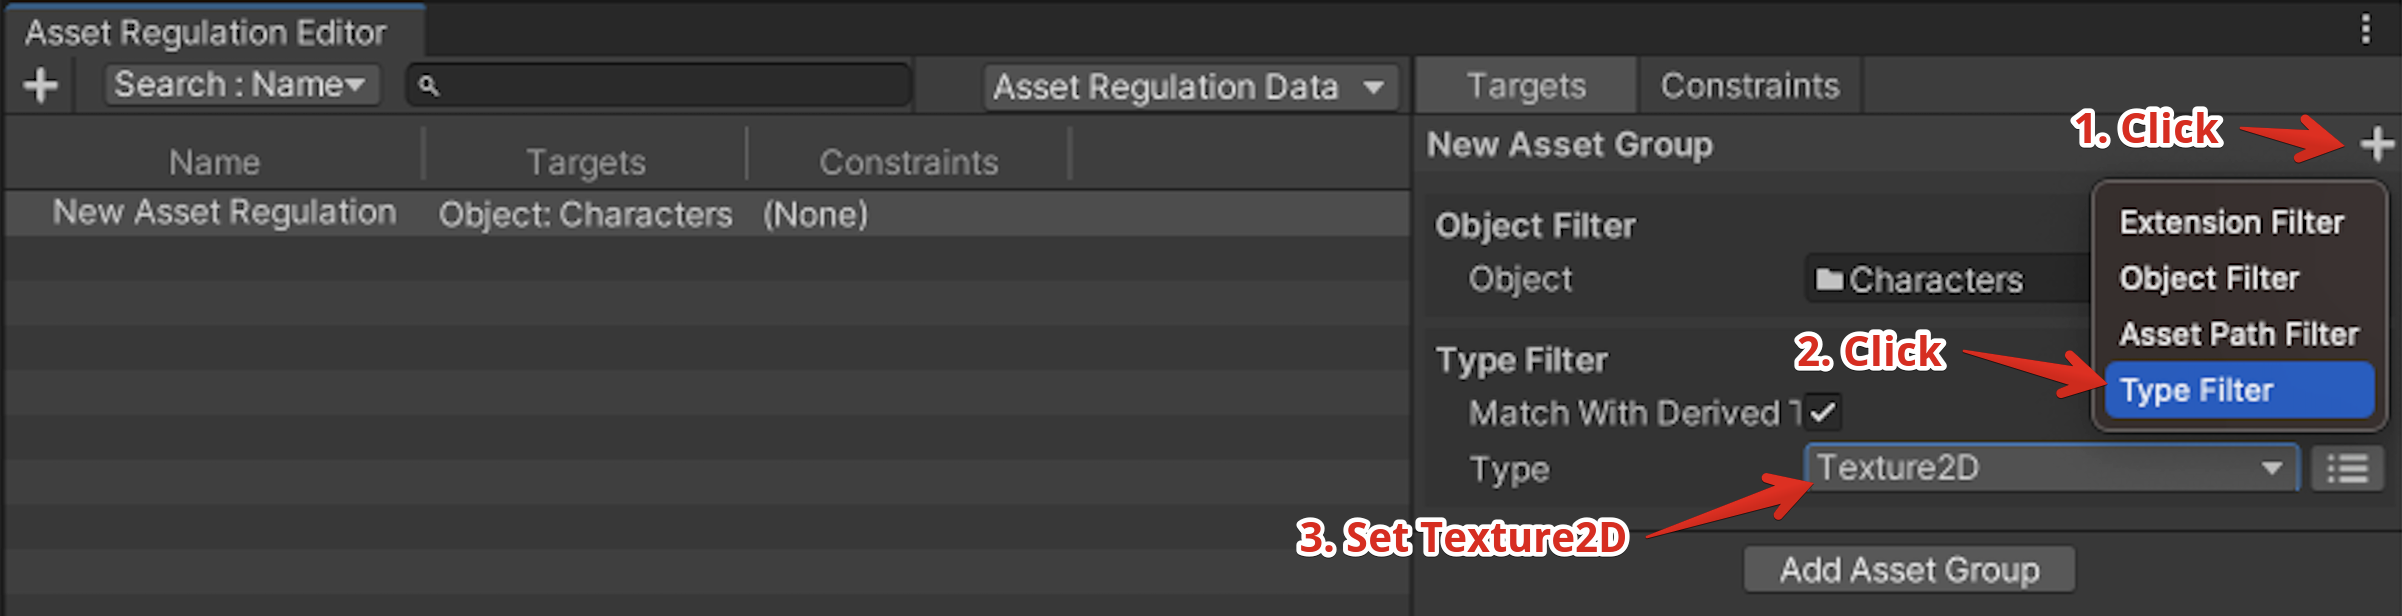 Asset Regulation Editor
Search : Name
Asset Regulation Data
Name
Targets
Constraints
New Asset Regulation
Object: Characters
(None)
Targets
Constraints
New Asset Group
1. Click
Extension Filter
Object Filter
Asset Path Filter
Type Filter
Object Filter
Object
Characters
2. Click
Type Filter
Match With Derived T
Type
Texture2D
3. Set Texture2D
Add Asset Group